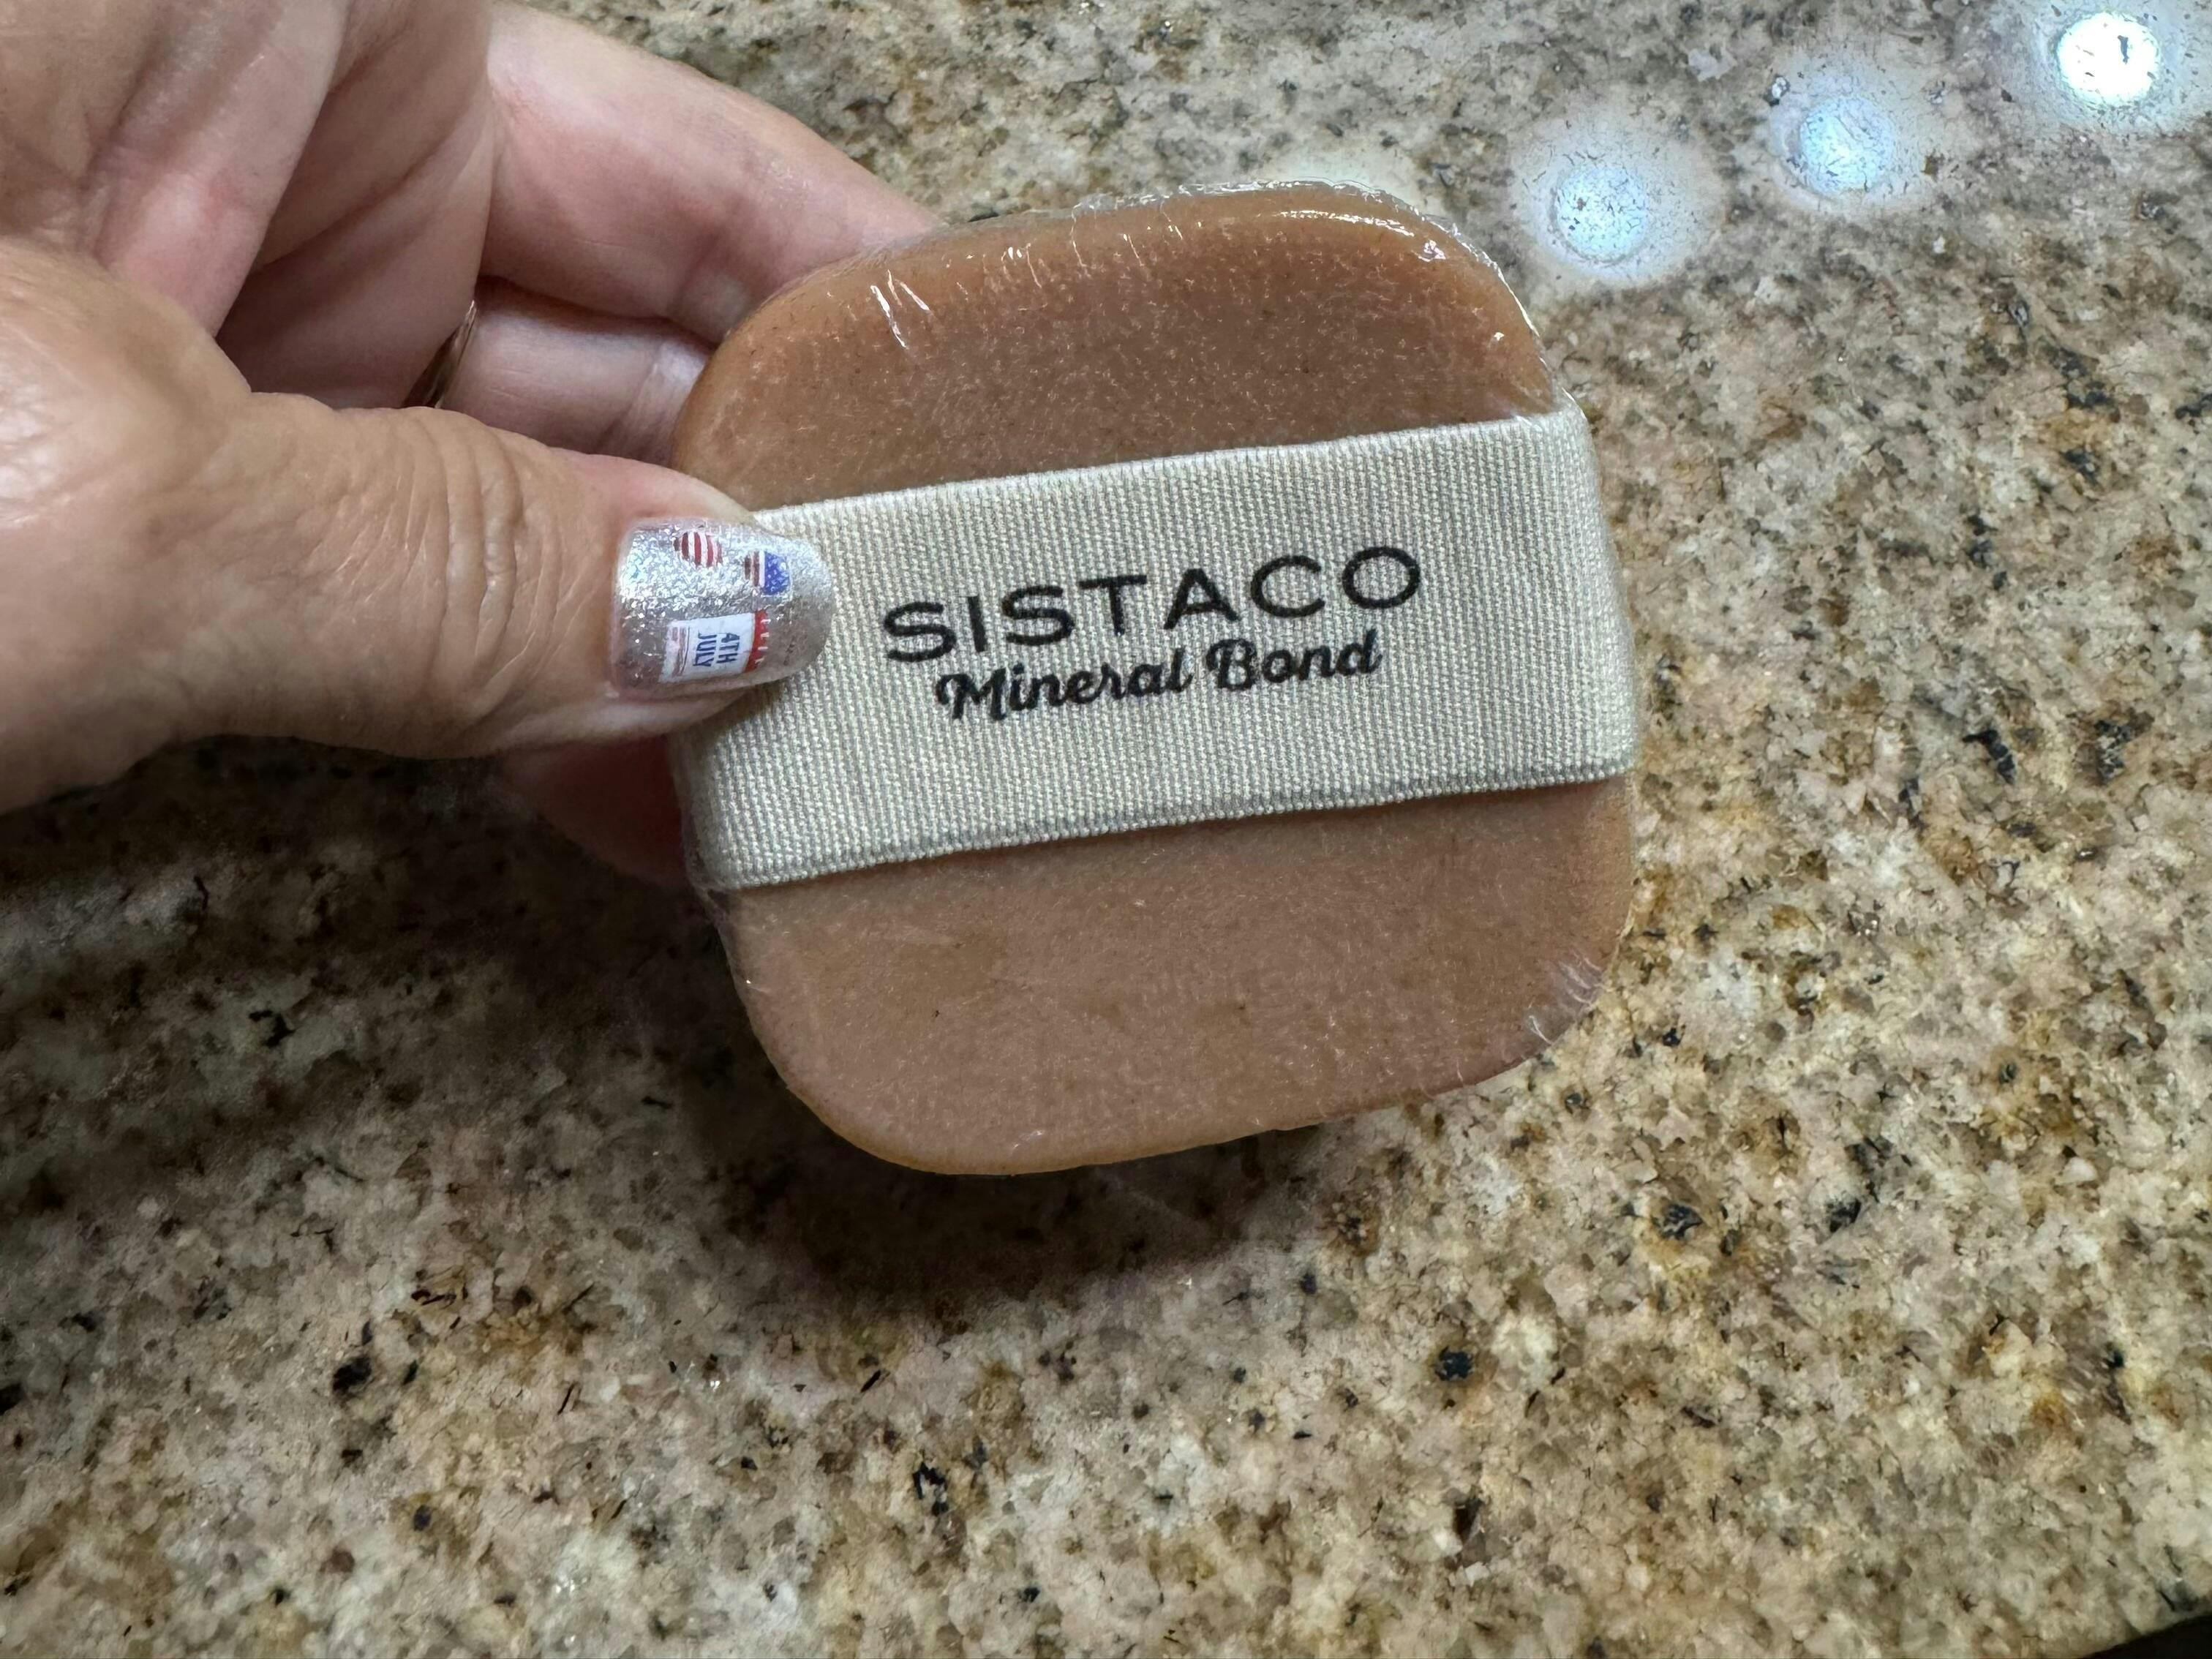 SISTACO
Mineral Bond
4TH
JULY